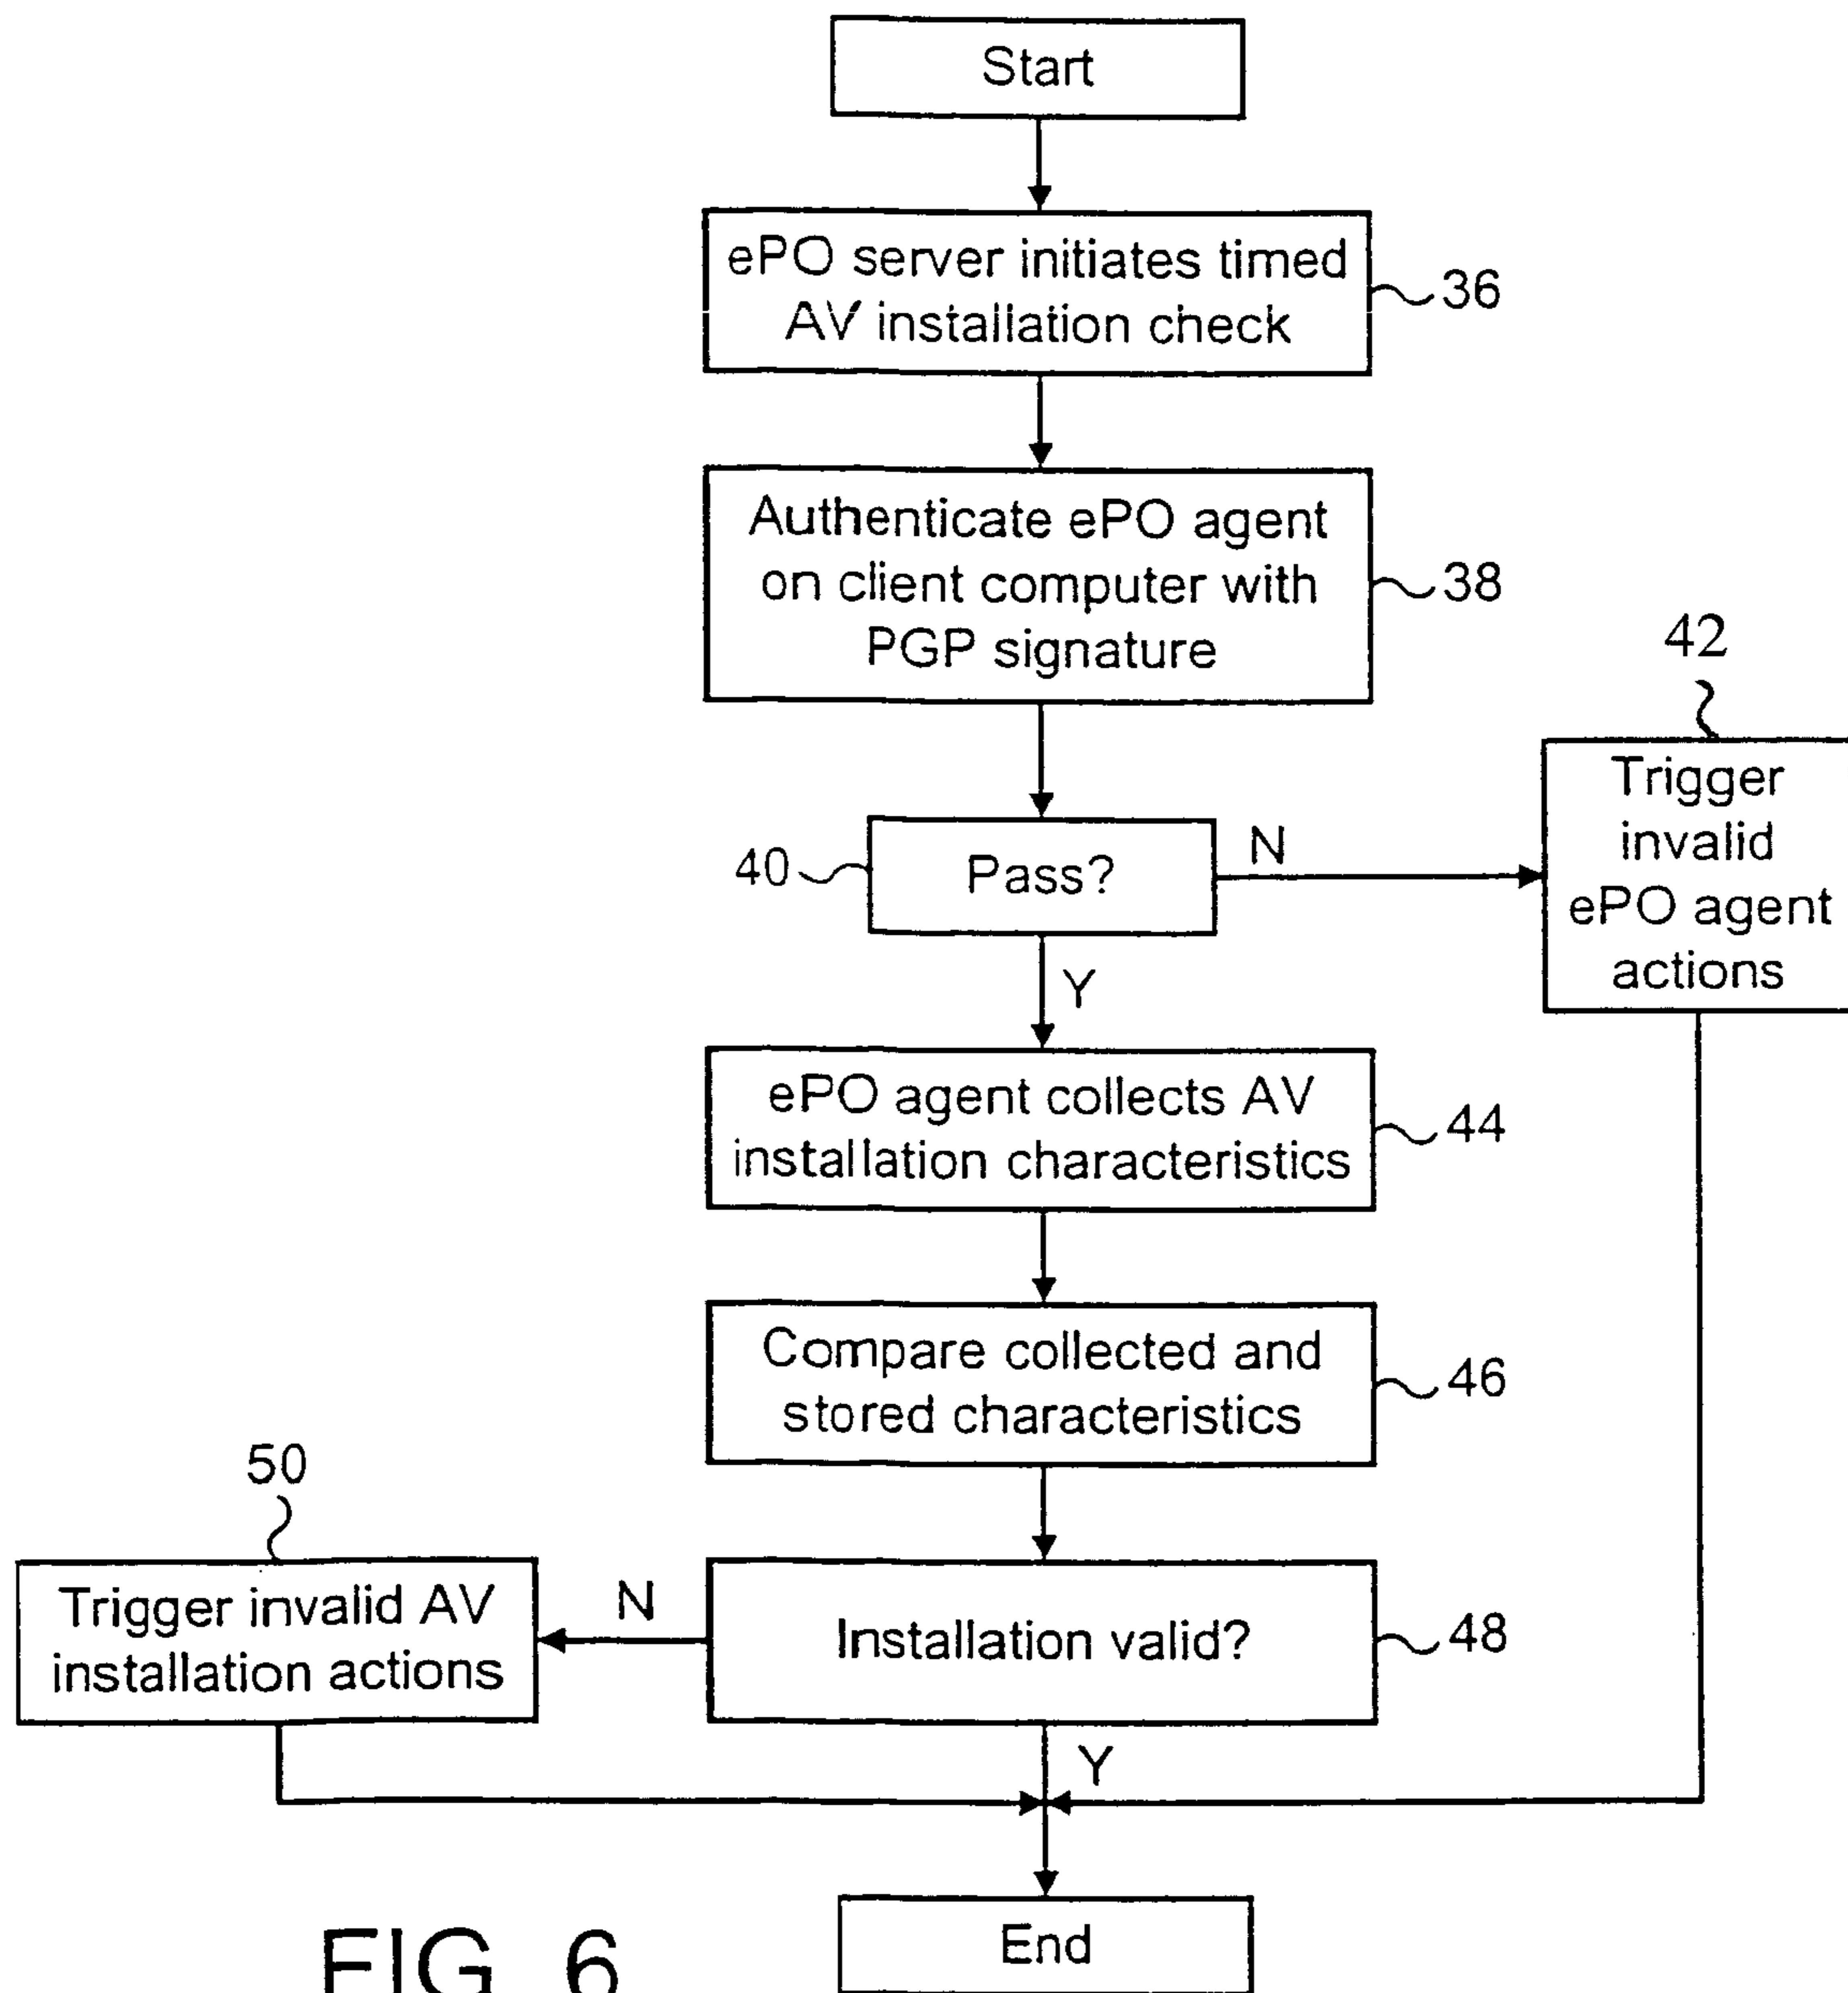 Start
ePO server initiates timed
AV installation check
36
Authenticate ePO agent
on client computer with
PGP signature
38
42
Trigger
invalid
ePO agent
actions
40
Pass?
N
Y
ePO agent collects AV
installation characteristics
44
Compare collected and
stored characteristics
46
50
Trigger invalid AV
installation actions
N
Installation valid?
48
Y
End
FIG. 6